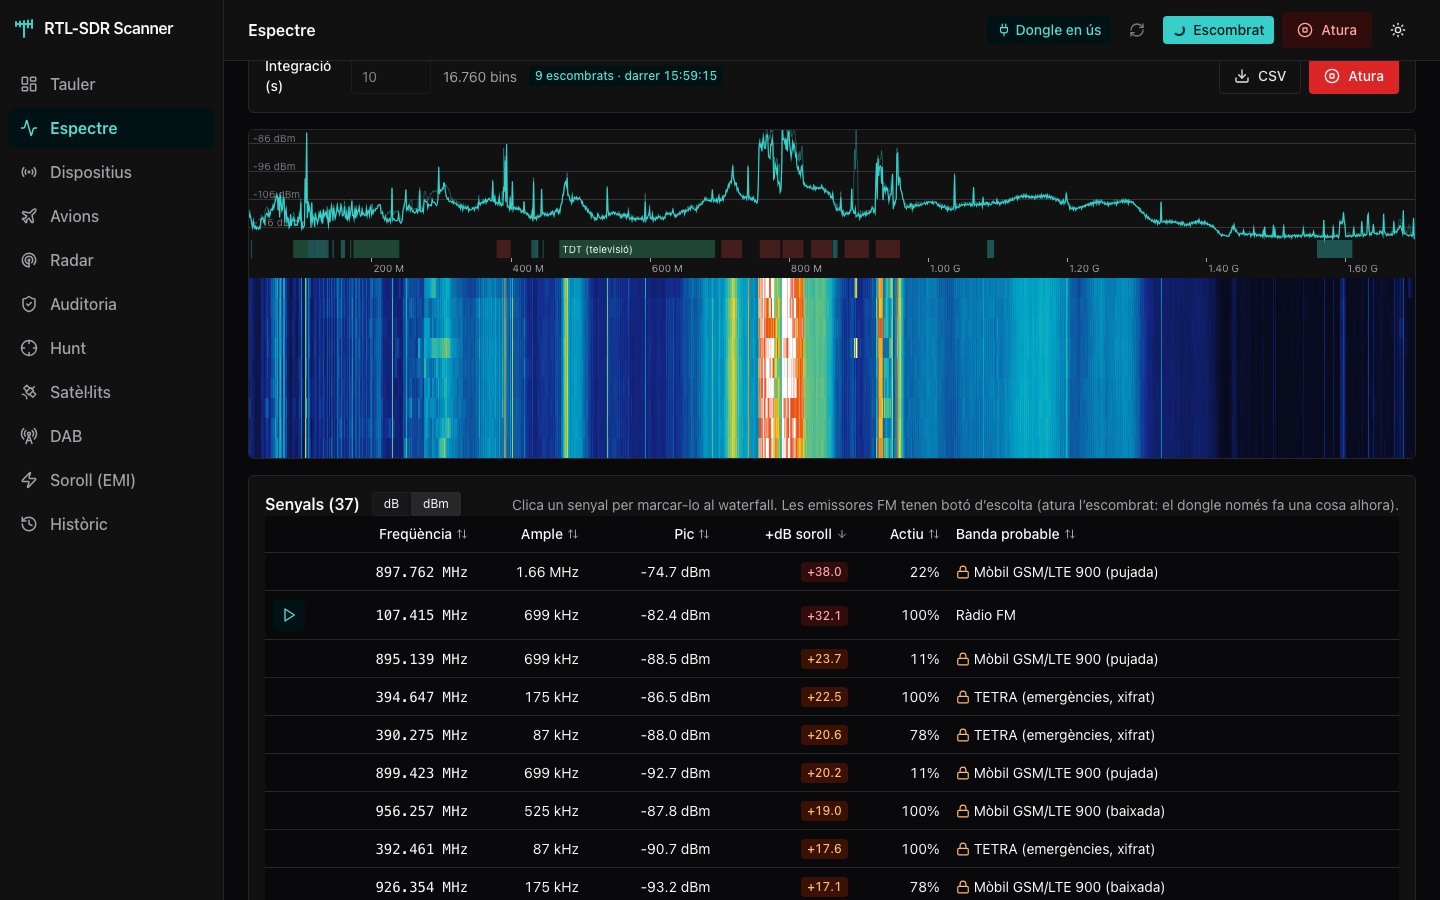 RTL-SDR Scanner
Tauler
Espectre
Dispositius
Avions
Radar
Auditoria
Hunt
Satèl·lits
DAB
Soroll (EMI)
Històric
Espectre
Dongle en ús
Escombrat
Atura
Integració (s)
10
16.760 bins
9 escombrats · darrer 15:59:15
CSV
Atura
-86 dBm
-96 dBm
-106 dBm
TDT (televisió)
200 M 400 M 600 M 800 M 1.00 G 1.20 G 1.40 G 1.60 G
Senyals (37)
dB dBm
Clica un senyal per marcar-lo al waterfall. Les emissores FM tenen botó d'escolta (atura l'escombrat: el dongle només fa una cosa alhora).
Freqüència Ample Pic +dB soroll Actiu Banda probable
897.762 MHz 1.66 MHz -74.7 dBm +38.0 22% Mòbil GSM/LTE 900 (pujada)
107.415 MHz 699 kHz -82.4 dBm +32.1 100% Ràdio FM
895.139 MHz 699 kHz -88.5 dBm +23.7 11% Mòbil GSM/LTE 900 (pujada)
394.647 MHz 175 kHz -86.5 dBm +22.5 100% TETRA (emergències, xifrat)
390.275 MHz 87 kHz -88.0 dBm +20.6 78% TETRA (emergències, xifrat)
899.423 MHz 699 kHz -92.7 dBm +20.2 11% Mòbil GSM/LTE 900 (pujada)
956.257 MHz 525 kHz -87.8 dBm +19.0 100% Mòbil GSM/LTE 900 (baixada)
392.461 MHz 87 kHz -90.7 dBm +17.6 100% TETRA (emergències, xifrat)
926.354 MHz 175 kHz -93.2 dBm +17.1 78% Mòbil GSM/LTE 900 (baixada)